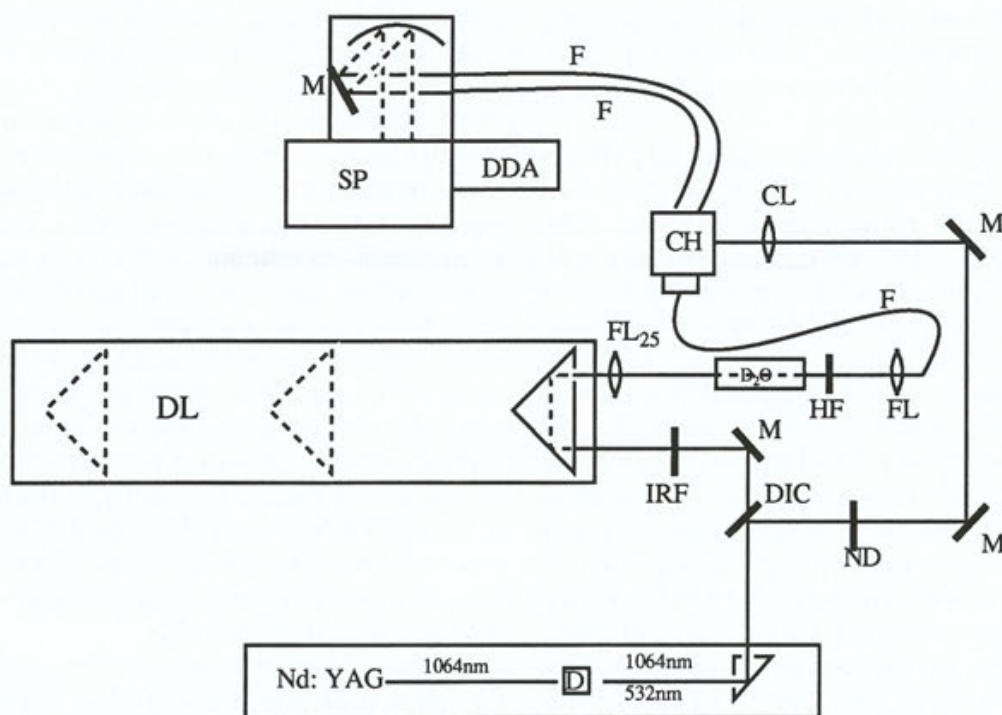 F
M
F
SP
DDA
CL
M
CH
F
FL25
D2O
DL
HF
FL
M
IRF
DIC
ND
M
1064nm
1064nm
Nd: YAG
D
532nm